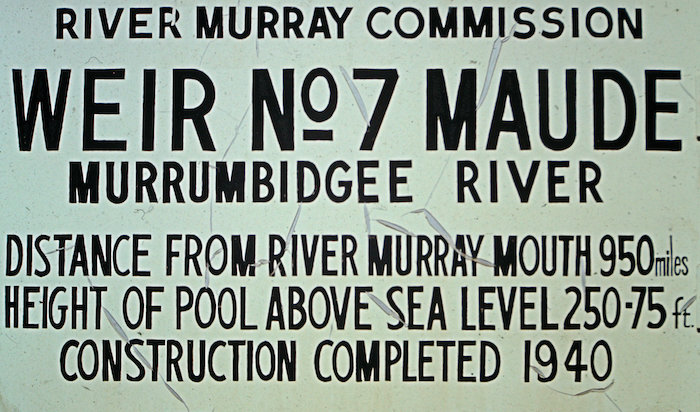 RIVER MURRAY COMMISSION
WEIR No 7 MAUDE.
MURRUMBIDGEE RIVER
DISTANCE FROM RIVER MURRAY MOUTH 950 miles
HEIGHT OF POOL ABOVE SEA LEVEL 250-75 ft.
CONSTRUCTION COMPLETED 1940